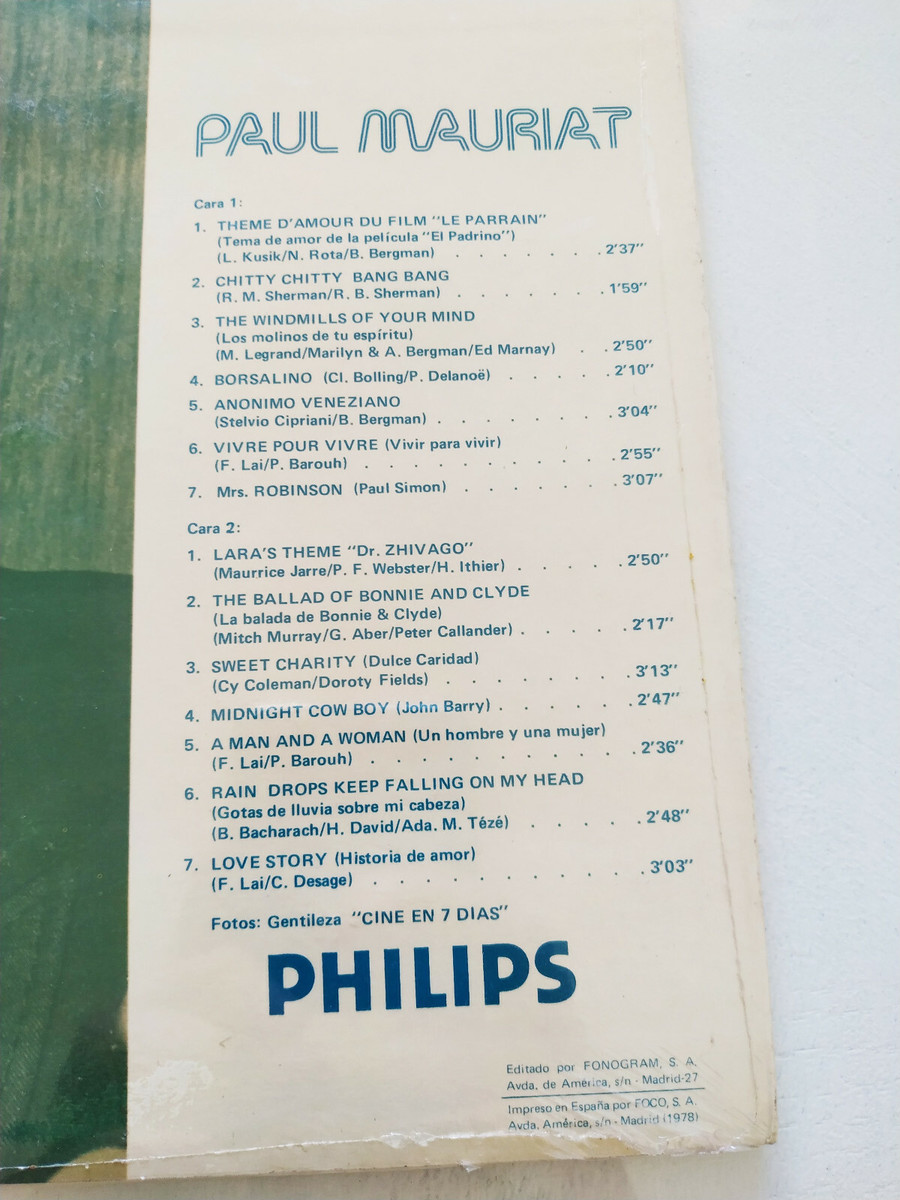 PAUL MAURIAT
Cara 1:
1. THEME D'AMOUR DU FILM "LE PARRAIN"
(Tema de amor de la película "El Padrino")
(L. Kusik/N. Rota/B. Bergman) . . . . . . . 2'37"
2. CHITTY CHITTY BANG BANG
(R. M. Sherman/R. B. Sherman) . . . . . . . 1'59"
3. THE WINDMILLS OF YOUR MIND
(Los molinos de tu espíritu)
(M. Legrand/Marilyn & A. Bergman/Ed Marnay) . . 2'50"
4. BORSALINO (Cl. Bolling/P. Delanoë) . . . . . 2'10"
5. ANONIMO VENEZIANO
(Stelvio Cipriani/B. Bergman) . . . . . . . 3'04"
6. VIVRE POUR VIVRE (Vivir para vivir)
(F. Lai/P. Barouh) . . . . . . . . . . 2'55"
7. Mrs. ROBINSON (Paul Simon) . . . . . . 3'07"
Cara 2:
1. LARA'S THEME "Dr. ZHIVAGO"
(Maurrice Jarre/P. F. Webster/H. Ithier) . . . . . 2'50"
2. THE BALLAD OF BONNIE AND CLYDE
(La balada de Bonnie & Clyde)
(Mitch Murray/G. Aber/Peter Callander) . . . . . 2'17"
3. SWEET CHARITY (Dulce Caridad)
(Cy Coleman/Doroty Fields) . . . . . . . 3'13"
4. MIDNIGHT COW BOY (John Barry) . . . . . . 2'47"
5. A MAN AND A WOMAN (Un hombre y una mujer)
(F. Lai/P. Barouh) . . . . . . . . . . 2'36"
6. RAIN DROPS KEEP FALLING ON MY HEAD
(Gotas de lluvia sobre mi cabeza)
(B. Bacharach/H. David/Ada. M. Tézé) . . . . . 2'48"
7. LOVE STORY (Historia de amor)
(F. Lai/C. Desage) . . . . . . . . . . . 3'03"
Fotos: Gentileza "CINE EN 7 DIAS"
PHILIPS
Editado por FONOGRAM, S. A.
Avda. de América, s/n - Madrid-27
Impreso en España por FOCO, S. A.
Avda. América, s/n - Madrid (1978)